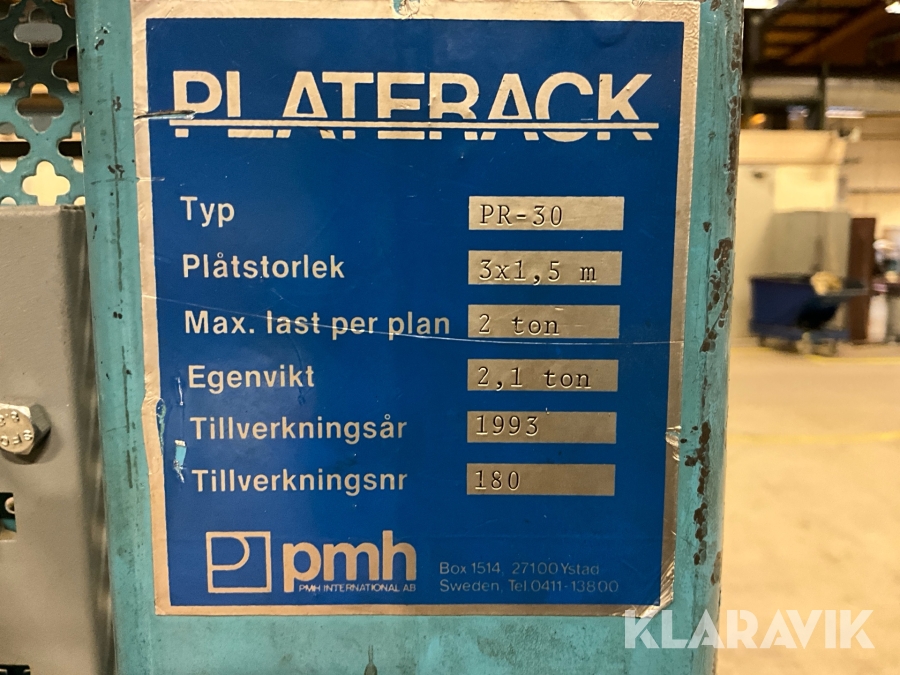 PLATERACK
Typ PR-30
Plåtstorlek 3x1,5 m
Max. last per plan 2 ton
Egenvikt 2,1 ton
Tillverkningsår 1993
Tillverkningsnr 180
pmh
PMH INTERNATIONAL AB
Box 1514, 27100 Ystad
Sweden, Tel.0411-13800
KLARAVIK